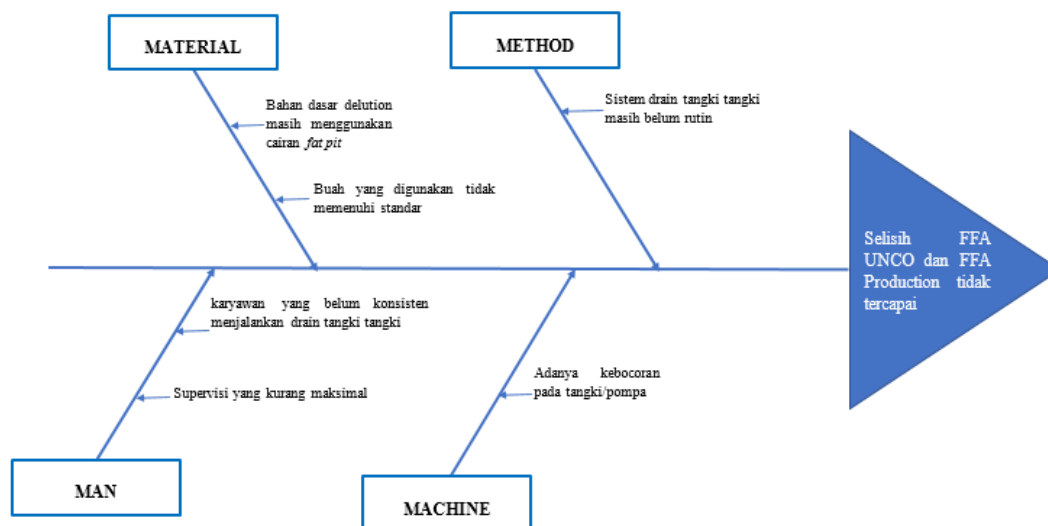 MATERIAL
METHOD
Bahan dasar delution
masih menggunakan
cairan fat pit
Sistem drain tangki tangki
masih belum rutin
Buah yang digunakan tidak
memenuhi standar
Selisih FFA
UNCO dan FFA
Production tidak
tercapai
karyawan yang belum konsisten
menjalankan drain tangki tangki
Adanya kebocoran
pada tangki/pompa
Supervisi yang kurang maksimal
MAN
MACHINE